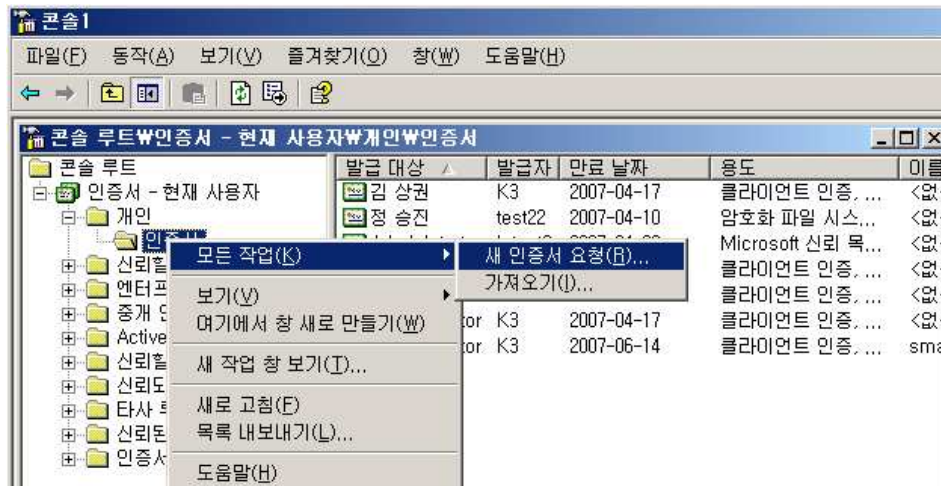 콘솔1
파일(F) 동작(A) 보기(V) 즐겨찾기(O) 창(W) 도움말(H)
콘솔 루트₩인증서 - 현재 사용자₩개인₩인증서
콘솔 루트
인증서 - 현재 사용자
개인
신뢰할
엔터프
중개
Active
신뢰할
신뢰도
타사
신뢰된
인증서
발급 대상 발급자 만료 날짜 용도 이름
김 상권 K3 2007-04-17 클라이언트 인증, ... <없
정 승진 test22 2007-04-10 암호화 파일 시스... <없
Microsoft 신뢰 목... <없
클라이언트 인증, ... <없
클라이언트 인증, ... <없
tor K3 2007-04-17 클라이언트 인증, ... <없
tor K3 2007-06-14 클라이언트 인증, ... sma
모든 작업(K)
보기(V)
여기에서 창 새로 만들기(W)
새 작업 창 보기(T)...
새로 고침(F)
목록 내보내기(L)...
도움말(H)
새 인증서 요청(R)...
가져오기(I)...